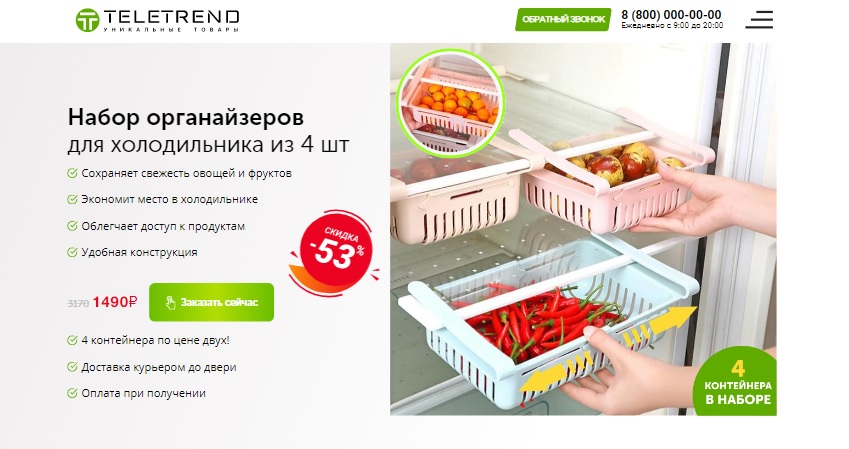 TELETREND
УНИКАЛЬНЫЕ ТОВАРЫ
ОБРАТНЫЙ ЗВОНОК
8 (800) 000-00-00
Ежедневно с 9:00 до 20:00
Набор органайзеров
для холодильника из 4 шт
Сохраняет свежесть овощей и фруктов
Экономит место в холодильнике
Облегчает доступ к продуктам
Удобная конструкция
СКИДКА
-53%
3170 1490₽
Заказать сейчас
4 контейнера по цене двух!
Доставка курьером до двери
Оплата при получении
4
КОНТЕЙНЕРА
В НАБОРЕ